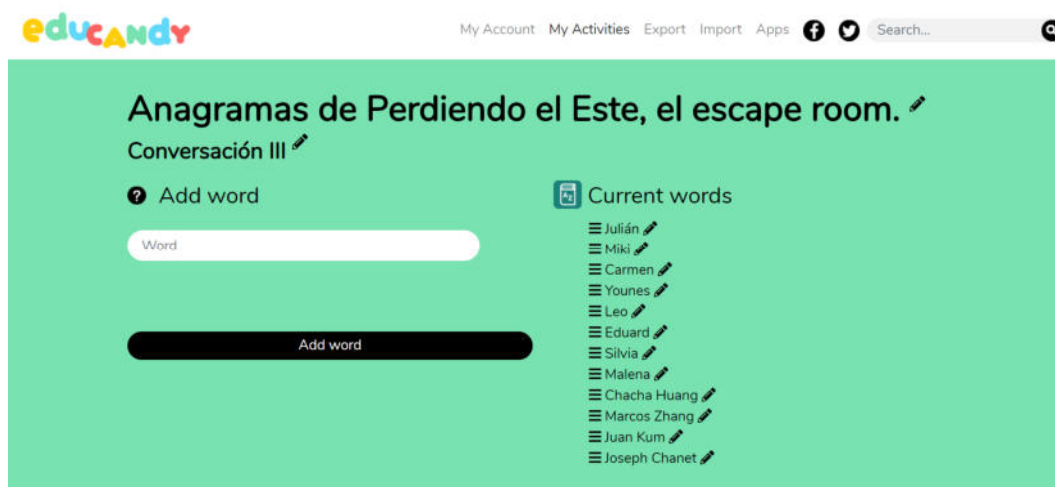 educandy
My Account My Activities Export Import Apps Search...
Anagramas de Perdiendo el Este, el escape room.
Conversación III
? Add word
Word
Add word
Current words
Julián
Miki
Carmen
Younes
Leo
Eduard
Silvia
Malena
Chacha Huang
Marcos Zhang
Juan Kum
Joseph Chanet